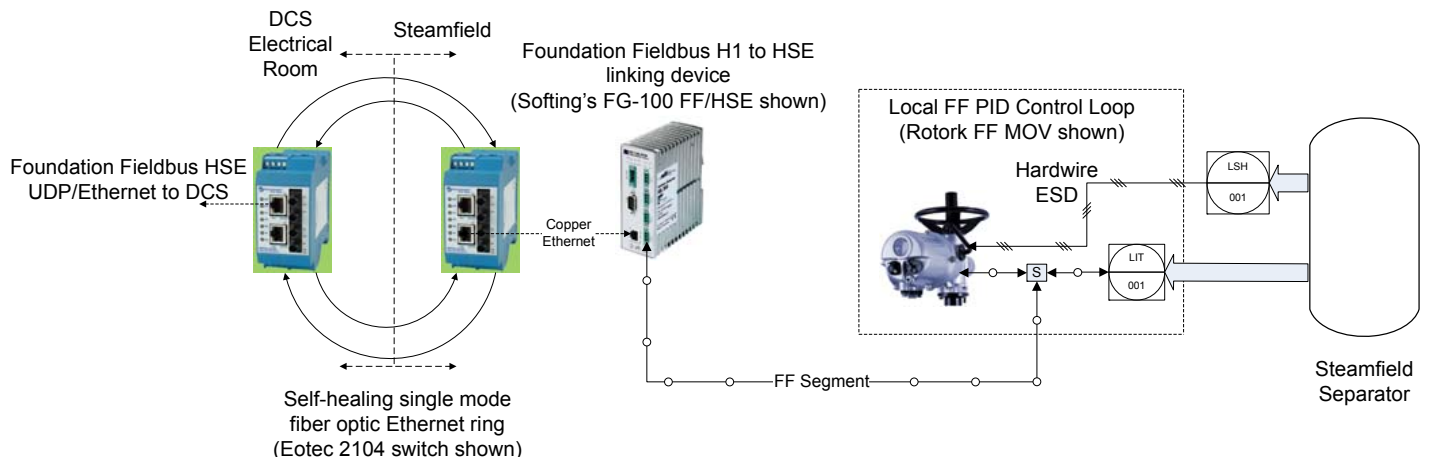 DCS
Electrical
Room
Steamfield
Foundation Fieldbus HSE
UDP/Ethernet to DCS
Self-healing single mode
fiber optic Ethernet ring
(Eotec 2104 switch shown)
Copper
Ethernet
Foundation Fieldbus H1 to HSE
linking device
(Softing's FG-100 FF/HSE shown)
FF Segment
Local FF PID Control Loop
(Rotork FF MOV shown)
Hardwire
ESD
S
LSH
001
LIT
001
Steamfield
Separator